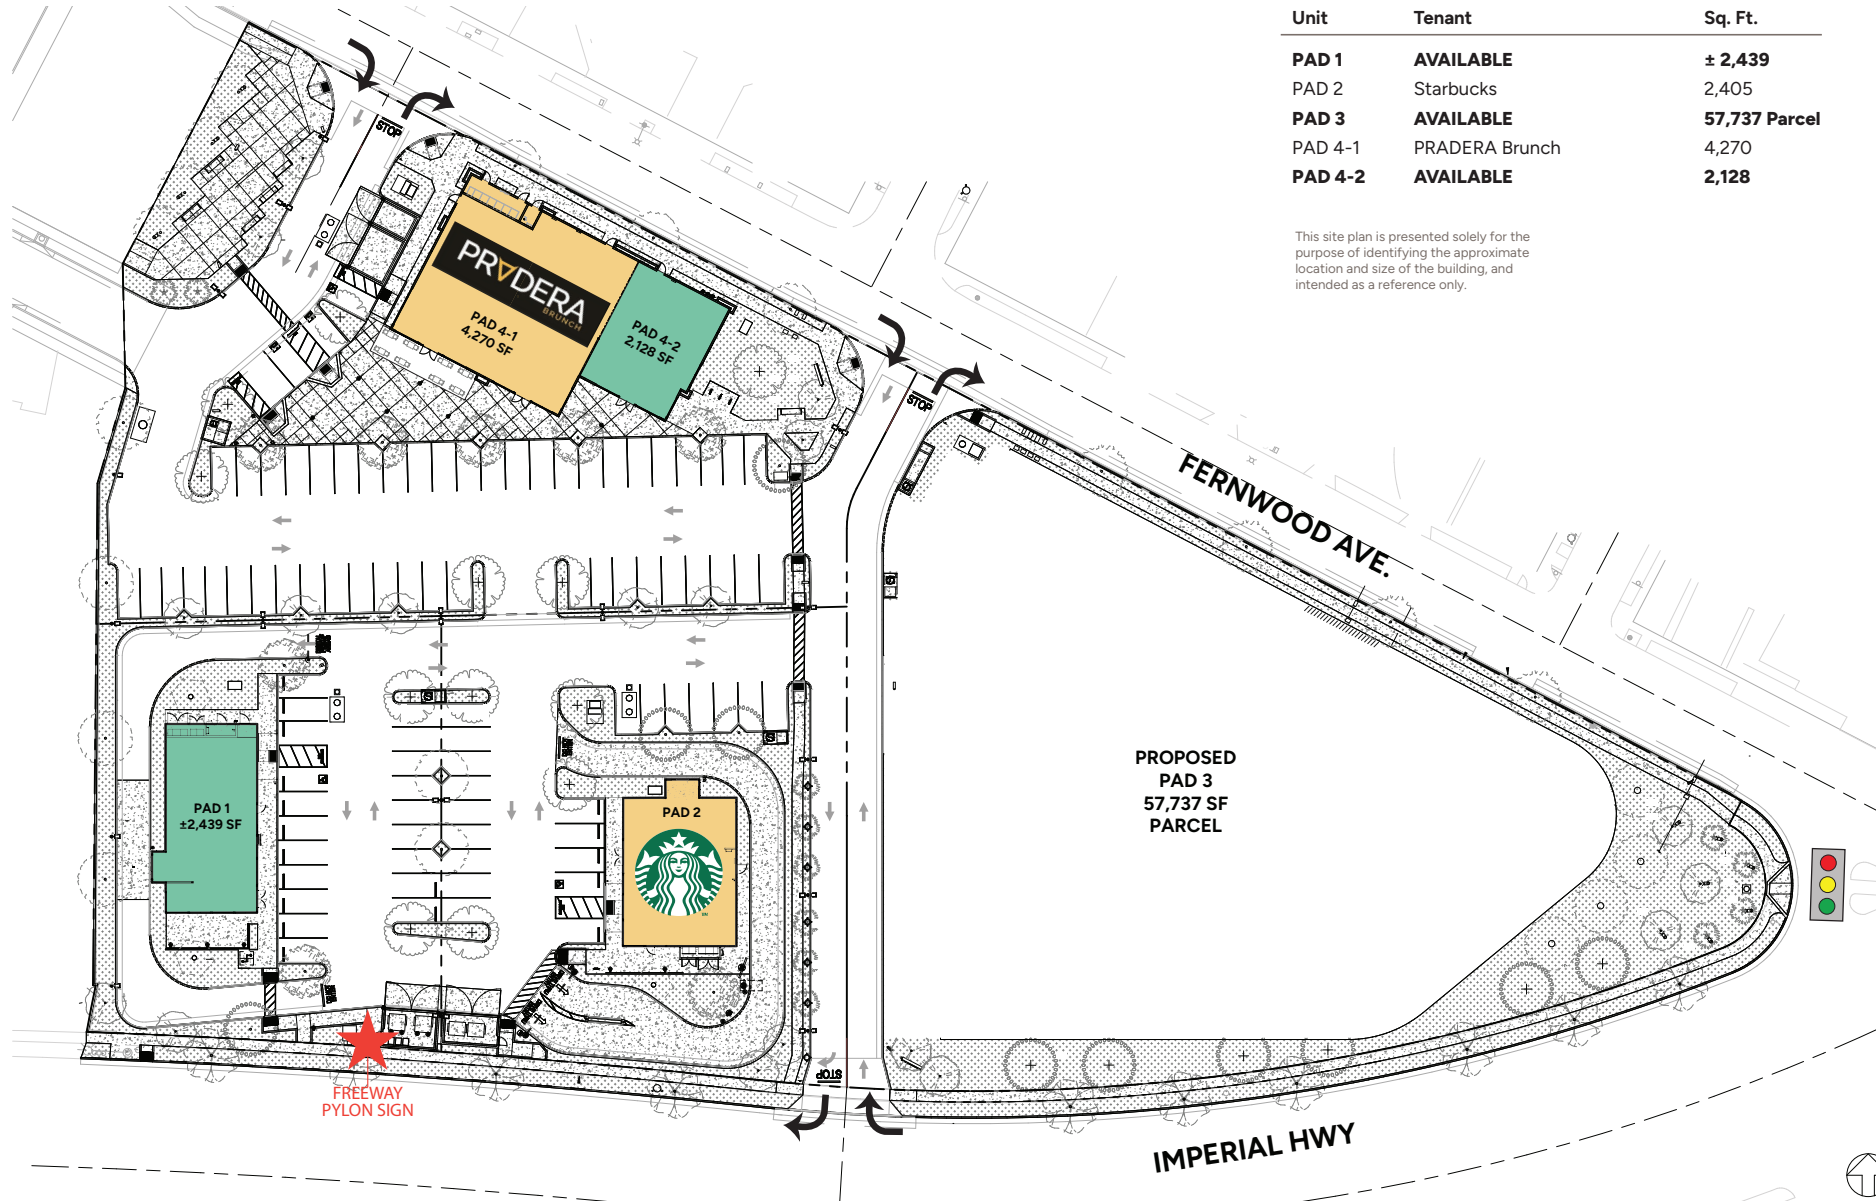 Unit Tenant Sq. Ft.
PAD 1 AVAILABLE ± 2,439
PAD 2 Starbucks 2,405
PAD 3 AVAILABLE 57,737 Parcel
PAD 4-1 PRADERA Brunch 4,270
PAD 4-2 AVAILABLE 2,128
This site plan is presented solely for the
purpose of identifying the approximate
location and size of the building, and
intended as a reference only.
STOP
PRADERA
BRUNCH
PAD 4-1
4,270 SF
PAD 4-2
2,128 SF
STOP
FERNWOOD AVE.
PROPOSED
PAD 3
57,737 SF
PARCEL
PAD 1
±2,439 SF
PAD 2
FREEWAY
PYLON SIGN
STOP
IMPERIAL HWY